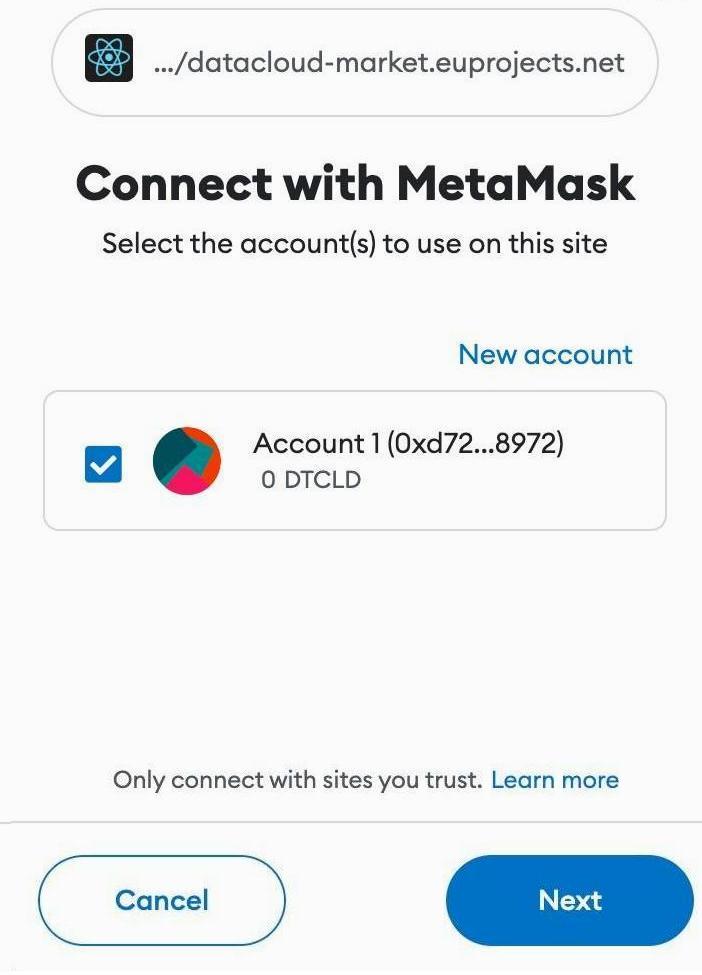 .../datacloud-market.euprojects.net
Connect with MetaMask
Select the account(s) to use on this site
New account
Account 1 (0xd72...8972)
0 DTCLD
Only connect with sites you trust. Learn more
Cancel
Next